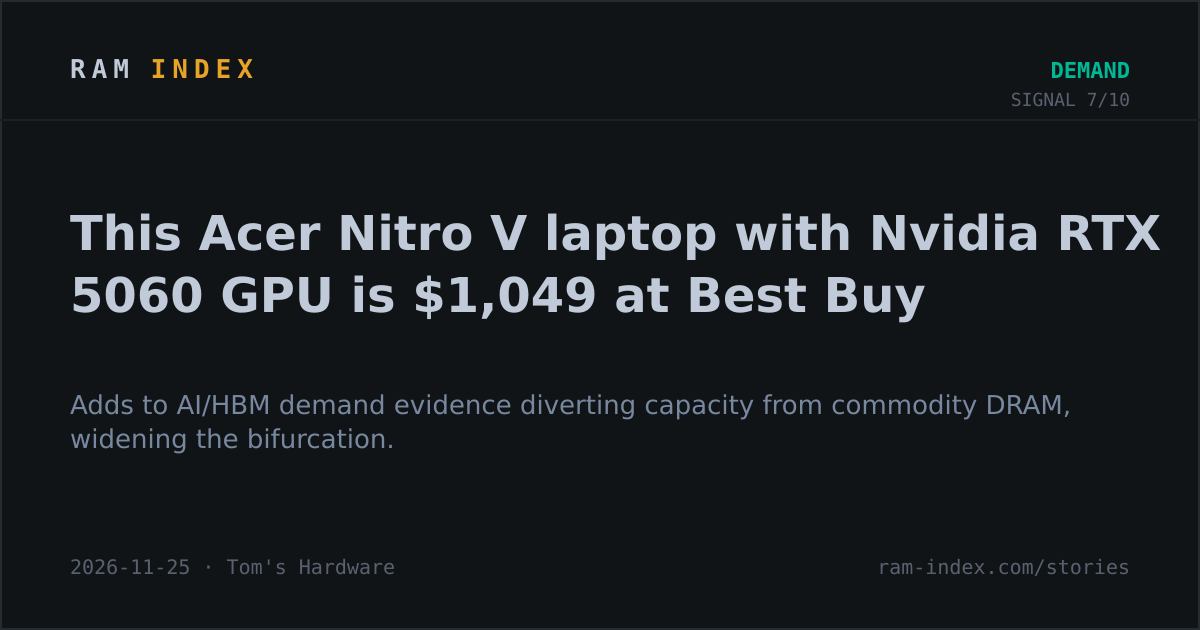 RAM INDEX
DEMAND
SIGNAL 7/10
This Acer Nitro V laptop with Nvidia RTX
5060 GPU is $1,049 at Best Buy
Adds to AI/HBM demand evidence diverting capacity from commodity DRAM,
widening the bifurcation.
2026-11-25 · Tom's Hardware
ram-index.com/stories